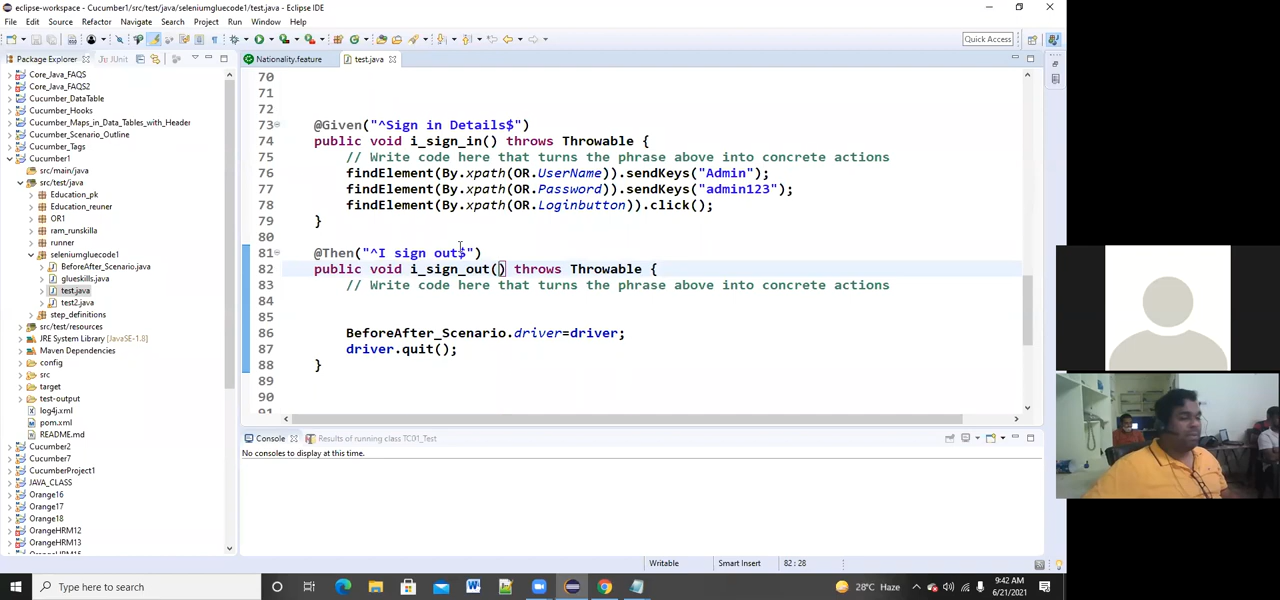 eclipse-workspace - Cucumber1/src/test/java/seleniumgluecode1/test.java - Eclipse IDE
File Edit Source Refactor Navigate Search Project Run Window Help
Quick Access
Package Explorer JUnit
Nationality.feature test.java
Core_Java_FAQS
Core_Java_FAQS2
Cucumber_DataTable
Cucumber_Hooks
Cucumber_Maps_in_Data_Tables_with_Header
Cucumber_Scenario_Outline
Cucumber_Tags
Cucumber1
src/main/java
src/test/java
Education_pk
Education_reuner
OR1
ram_runskilla
runner
seleniumgluecode1
BeforeAfter_Scenario.java
glueskills.java
test.java
test2.java
step_definitions
src/test/resources
JRE System Library [JavaSE-1.8]
Maven Dependencies
config
src
target
test-output
log4j.xml
pom.xml
README.md
Cucumber2
Cucumber7
CucumberProject1
JAVA_CLASS
Orange16
Orange17
Orange18
OrangeHRM12
OrangeHRM13
70
71
72
73 @Given("^Sign in Details$")
74 public void i_sign_in() throws Throwable {
75 // Write code here that turns the phrase above into concrete actions
76 findElement(By.xpath(OR.UserName)).sendKeys("Admin");
77 findElement(By.xpath(OR.Password)).sendKeys("admin123");
78 findElement(By.xpath(OR.Loginbutton)).click();
79 }
80
81 @Then("^I sign out$")
82 public void i_sign_out() throws Throwable {
83 // Write code here that turns the phrase above into concrete actions
84
85
86 BeforeAfter_Scenario.driver=driver;
87 driver.quit();
88 }
89
90
Console Results of running class TC01_Test
No consoles to display at this time.
Writable Smart Insert 82 : 28
Type here to search
28°C Haze
9:42 AM
6/21/2021